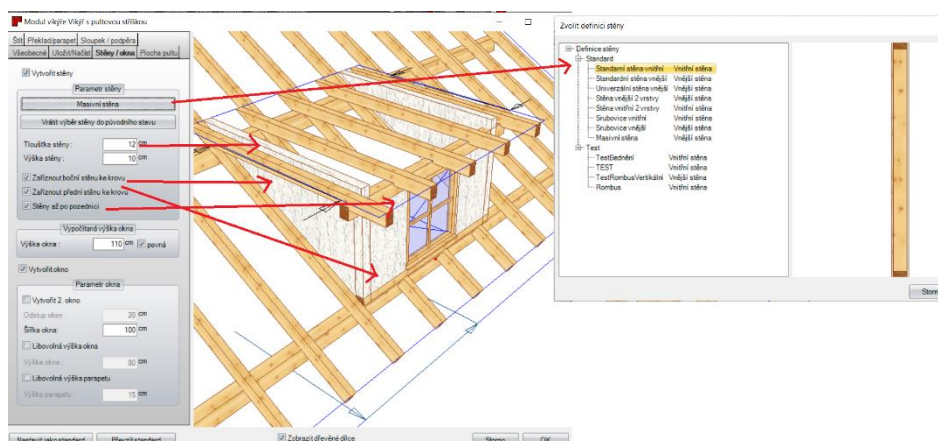 Modul vikýře Vikýř s pultovou stříškou
Štít Překlad/parapet Sloupek / podpěra
Všeobecné Uložit/Načíst Stěny / okna Plocha pultu
Vytvořit stěny
Parametr stěny
Masivní stěna
Vrátit výběr stěny do původního stavu
Tloušťka stěny : 12 cm
Výška stěny : 10 cm
Zaříznout boční stěnu ke krovu
Zaříznout přední stěnu ke krovu
Stěny až po pozednici
Vypočítaná výška okna
Výška okna : 110 cm pevná
Vytvořit okno
Parametr okna
Vytvořit 2. okno
Odstup oken : 20 cm
Šířka okna: 100 cm
Libovolná výška okna
Výška okna : 80 cm
Libovolná výška parapetu
Výška parapetu : 15 cm
Nastavit jako standard Převzít standard
Zobrazit dřevěné dílce
Storno OK
Zvolit definici stěny
Definice stěny
Standard
Standardní stěna vnitřní Vnitřní stěna
Standardní stěna vnější Vnější stěna
Univerzální stěna vnější Vnější stěna
Stěna vnější 2 vrstvy Vnější stěna
Stěna vnitřní 2 vrstvy Vnitřní stěna
Srubovice vnitřní Vnitřní stěna
Srubovice vnější Vnější stěna
Masivní stěna Vnější stěna
Test
TestBednění Vnitřní stěna
TEST Vnitřní stěna
TestRombusVertikální Vnější stěna
Rombus Vnitřní stěna
Storn